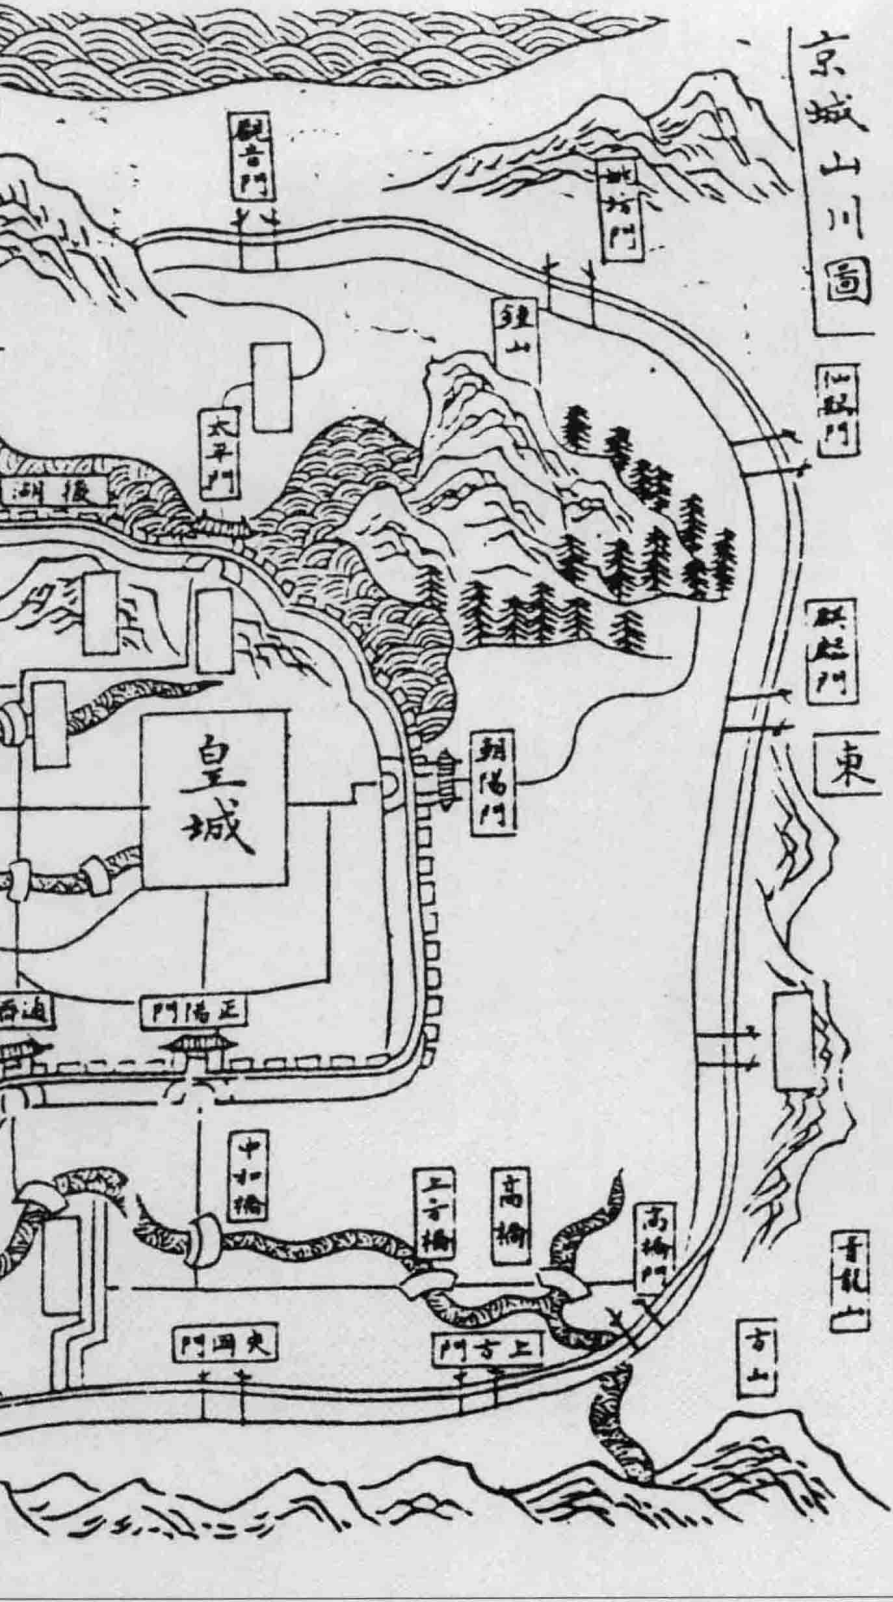 京城山川圖
觀音門
姚坊門
鍾山
仙鶴門
太平門
後湖
麒麟門
東
朝陽門
皇城
正陽門
通濟
中和橋
上方橋
高橋
高橋門
青龍山
方山
上方門
夾岡門